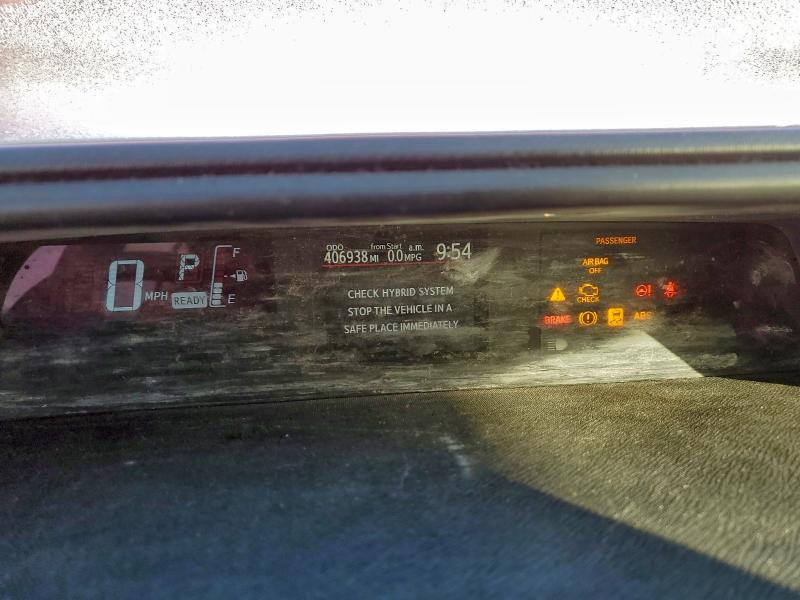 ODO from Start a.m.
406938 MI 0.0 MPG 9:54
0 MPH P READY F E
CHECK HYBRID SYSTEM
STOP THE VEHICLE IN A
SAFE PLACE IMMEDIATELY
PASSENGER
AIR BAG
OFF
CHECK
BRAKE ABS